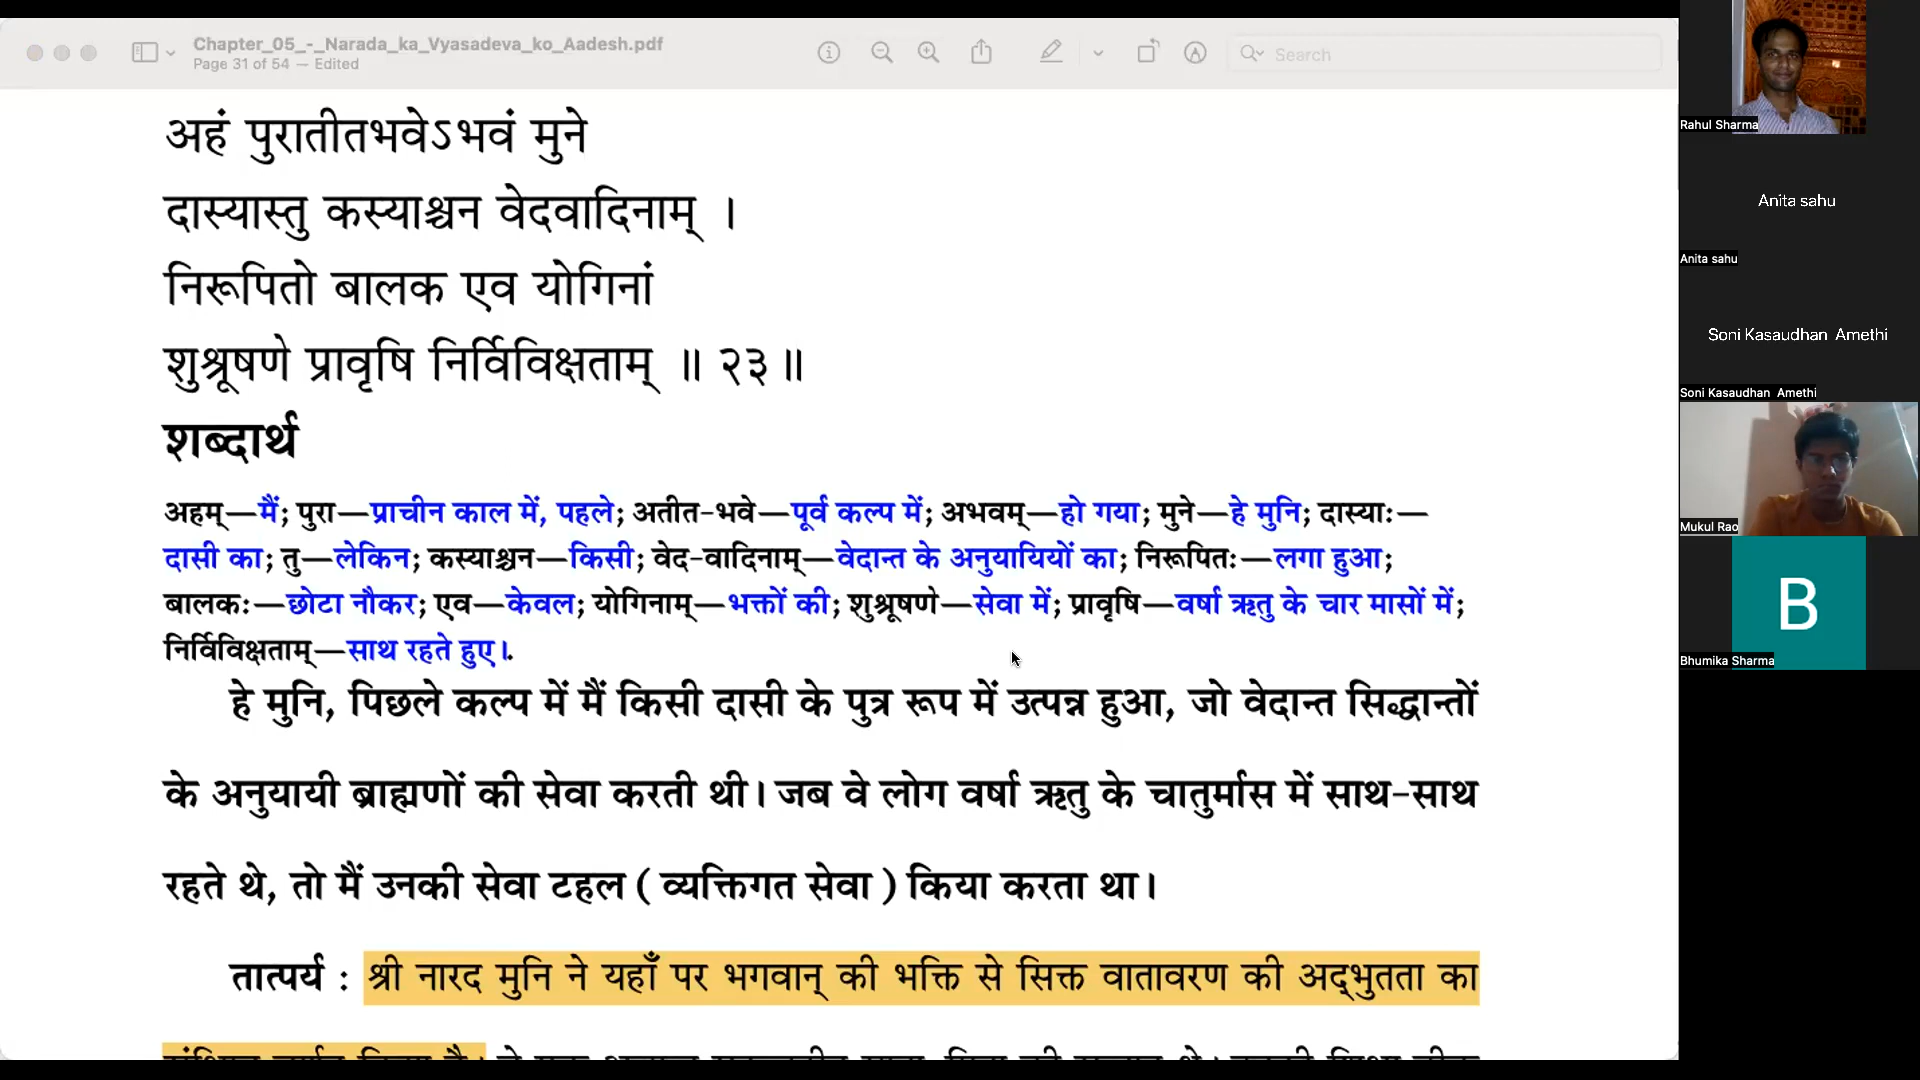 Chapter_05_-_Narada_ka_Vyasadeva_ko_Aadesh.pdf
Page 31 of 54 — Edited
Search
अहं पुरातीतभवेऽभवं मुने
दास्यास्तु कस्याश्चन वेदवादिनाम् ।
निरूपितो बालक एव योगिनां
शुश्रूषणे प्रावृषि निर्विविक्षताम् ॥ २३॥
शब्दार्थ
अहम्—मैं; पुरा—प्राचीन काल में, पहले; अतीत-भवे—पूर्व कल्प में; अभवम्—हो गया; मुने—हे मुनि; दास्याः—
दासी का; तु—लेकिन; कस्याश्चन—किसी; वेद-वादिनाम्—वेदान्त के अनुयायियों का; निरूपितः—लगा हुआ;
बालकः—छोटा नौकर; एव—केवल; योगिनाम्—भक्तों की; शुश्रूषणे—सेवा में; प्रावृषि—वर्षा ऋतु के चार मासों में;
निर्विविक्षताम्—साथ रहते हुए।.
हे मुनि, पिछले कल्प में मैं किसी दासी के पुत्र रूप में उत्पन्न हुआ, जो वेदान्त सिद्धान्तों
के अनुयायी ब्राह्मणों की सेवा करती थी। जब वे लोग वर्षा ऋतु के चातुर्मास में साथ-साथ
रहते थे, तो मैं उनकी सेवा टहल ( व्यक्तिगत सेवा ) किया करता था।
तात्पर्य : श्री नारद मुनि ने यहाँ पर भगवान् की भक्ति से सिक्त वातावरण की अद्‌भुतता का
Rahul Sharma
Anita sahu
Anita sahu
Soni Kasaudhan Amethi
Soni Kasaudhan Amethi
Mukul Rao
B
Bhumika Sharma